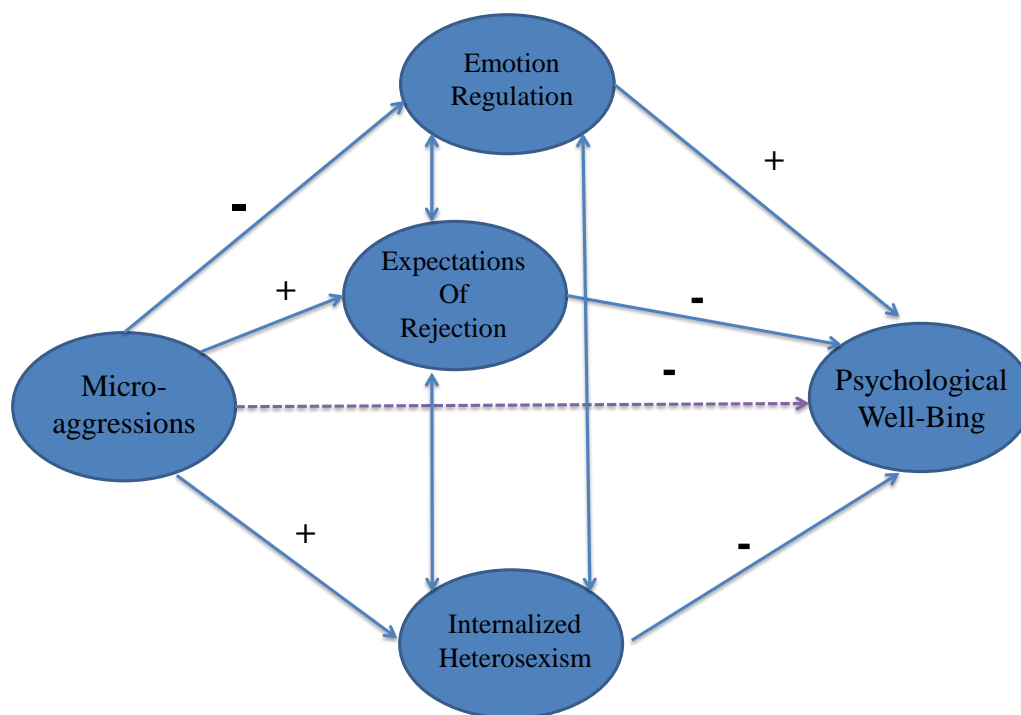 Emotion
Regulation
+
-
Expectations
Of
Rejection
+
-
-
Micro-
aggressions
Psychological
Well-Bing
+
-
Internalized
Heterosexism